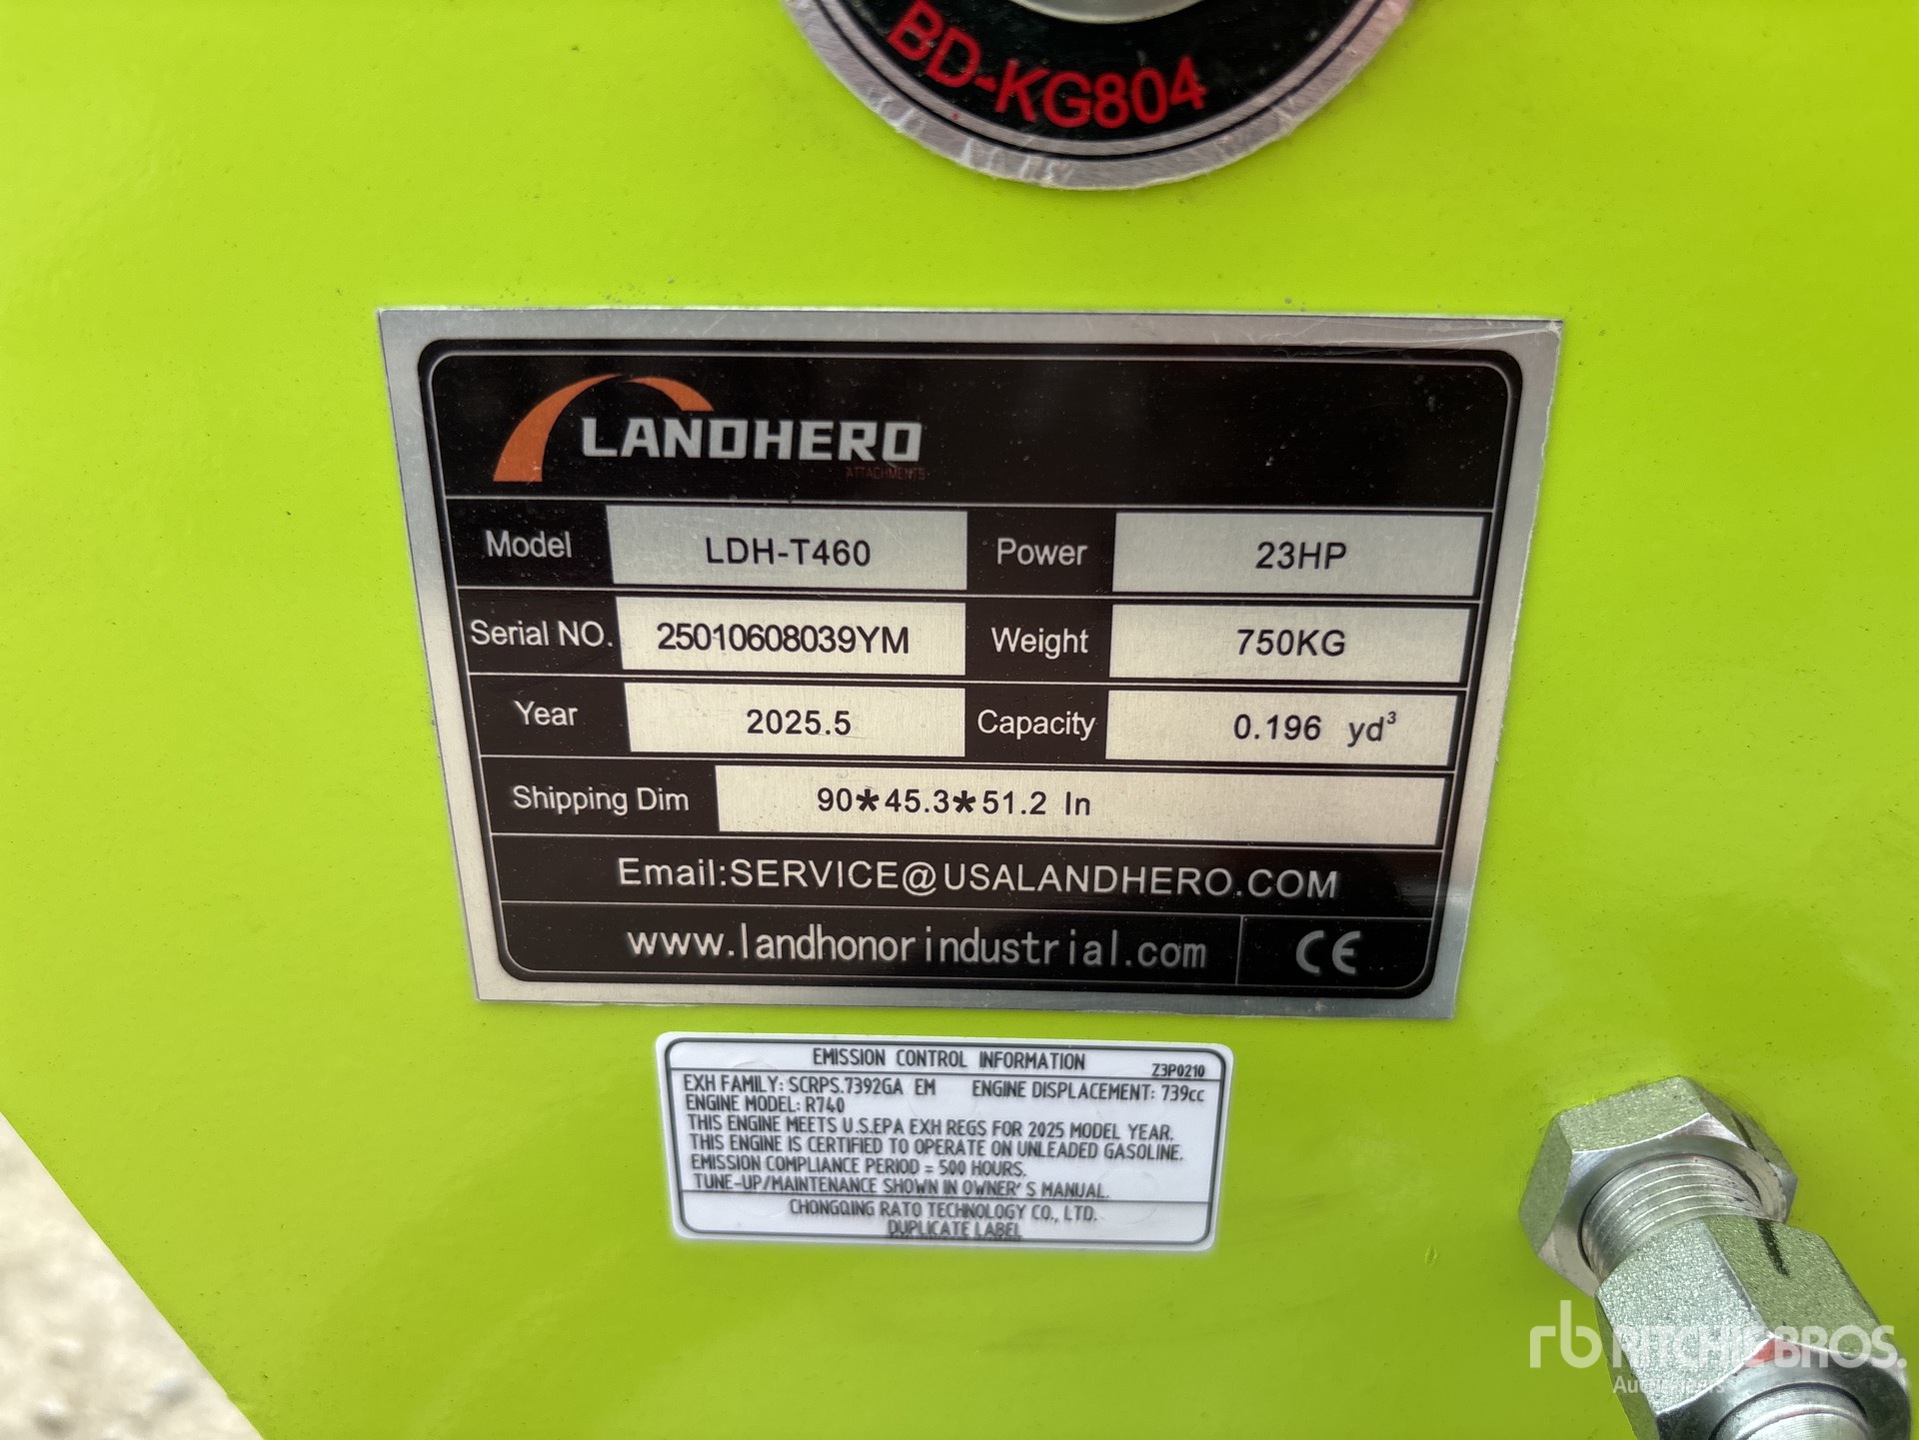 BD-KG804
LANDHERO
ATTACHMENTS
Model LDH-T460 Power 23HP
Serial NO. 25010608039YM Weight 750KG
Year 2025.5 Capacity 0.196 yd³
Shipping Dim 90*45.3*51.2 In
Email:SERVICE@USALANDHERO.COM
www.landhonorindustrial.com CE
EMISSION CONTROL INFORMATION Z3P0210
EXH FAMILY: SCRPS.7392GA EM ENGINE DISPLACEMENT: 739cc
ENGINE MODEL: R740
THIS ENGINE MEETS U.S.EPA EXH REGS FOR 2025 MODEL YEAR.
THIS ENGINE IS CERTIFIED TO OPERATE ON UNLEADED GASOLINE.
EMISSION COMPLIANCE PERIOD = 500 HOURS.
TUNE-UP/MAINTENANCE SHOWN IN OWNER'S MANUAL.
CHONGQING RATO TECHNOLOGY CO., LTD.
DUPLICATE LABEL
rb RITCHIE BROS.
Auctioneers